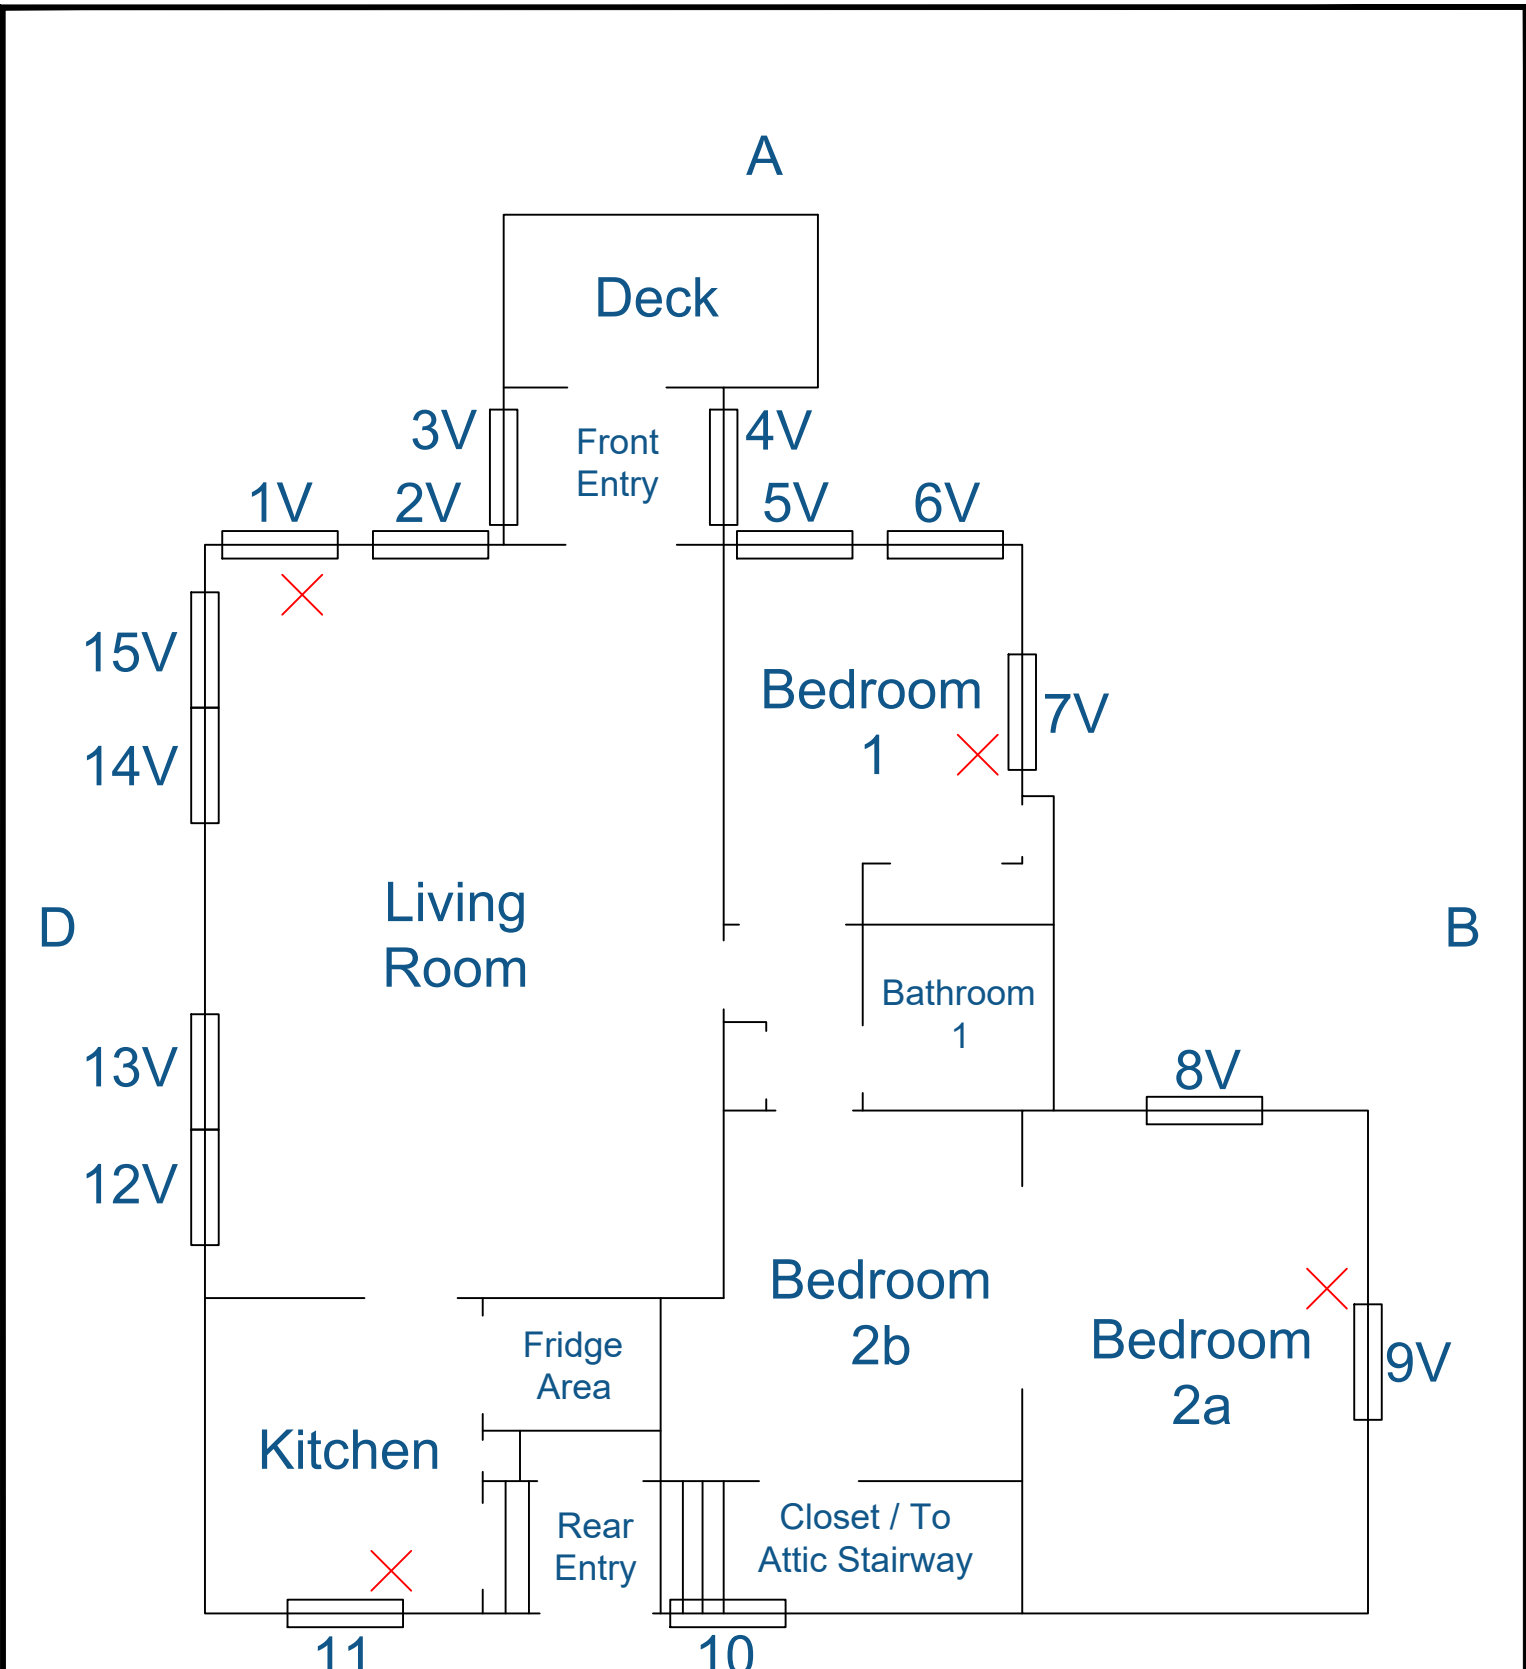 A
Deck
3V
Front
Entry
4V
1V
2V
5V
6V
15V
Bedroom
1
7V
14V
Living
Room
D
B
Bathroom
1
13V
8V
12V
Bedroom
2b
Fridge
Area
Bedroom
2a
9V
Kitchen
Rear
Entry
Closet / To
Attic Stairway
11
10